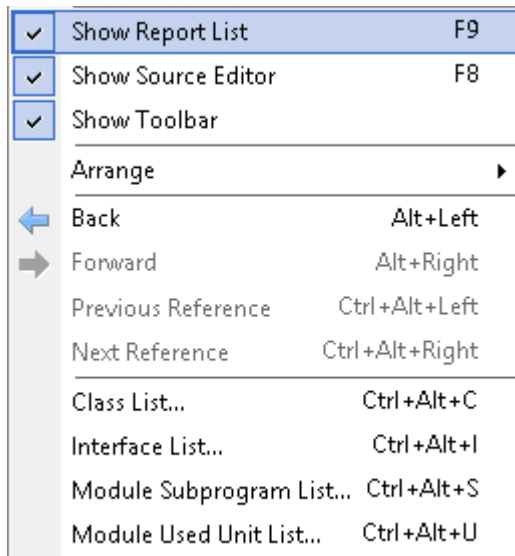 Show Report List F9
Show Source Editor F8
Show Toolbar
Arrange
Back Alt+Left
Forward Alt+Right
Previous Reference Ctrl+Alt+Left
Next Reference Ctrl+Alt+Right
Class List... Ctrl+Alt+C
Interface List... Ctrl+Alt+I
Module Subprogram List... Ctrl+Alt+S
Module Used Unit List... Ctrl+Alt+U